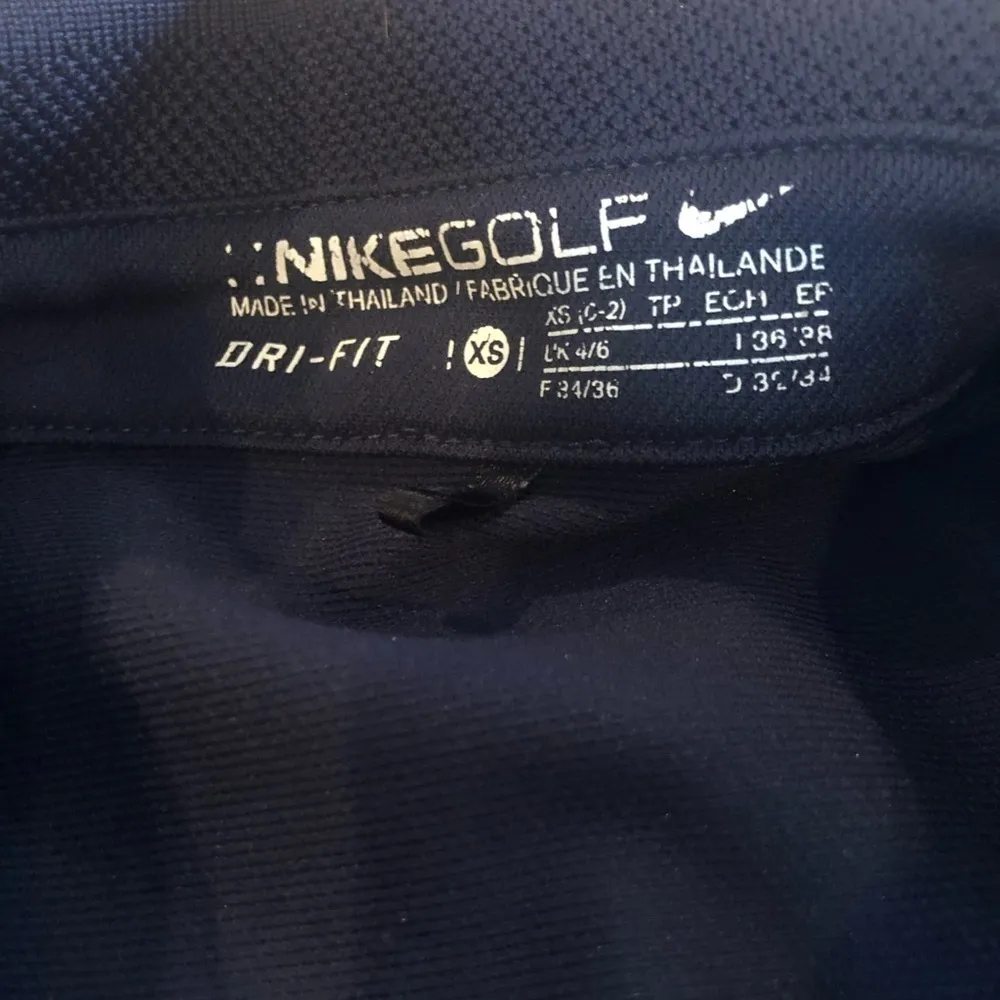 NIKEGOLF
MADE IN THAILAND / FABRIQUE EN THAILANDE
DRI-FIT XS
XS (0-2) TP ECH EP
UK 4/6 I 36/38
F 34/36 D 32/34